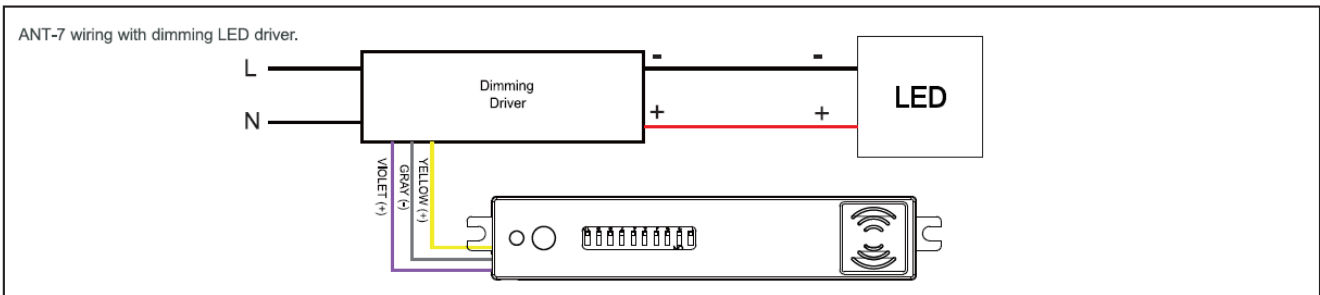 ANT-7 wiring with dimming LED driver.
L
N
Dimming
Driver
-
-
+
+
LED
VIOLET (+)
GRAY (-)
YELLOW (+)